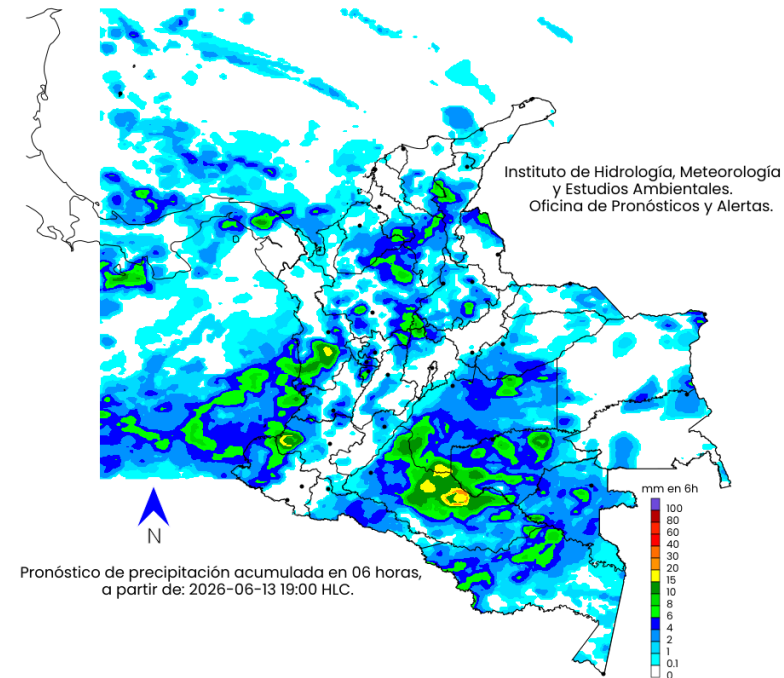 Instituto de Hidrología, Meteorología
y Estudios Ambientales.
Oficina de Pronósticos y Alertas.
mm en 6h
100
80
60
40
30
20
15
10
8
6
4
2
1
0.1
0
N
Pronóstico de precipitación acumulada en 06 horas,
a partir de: 2026-06-13 19:00 HLC.